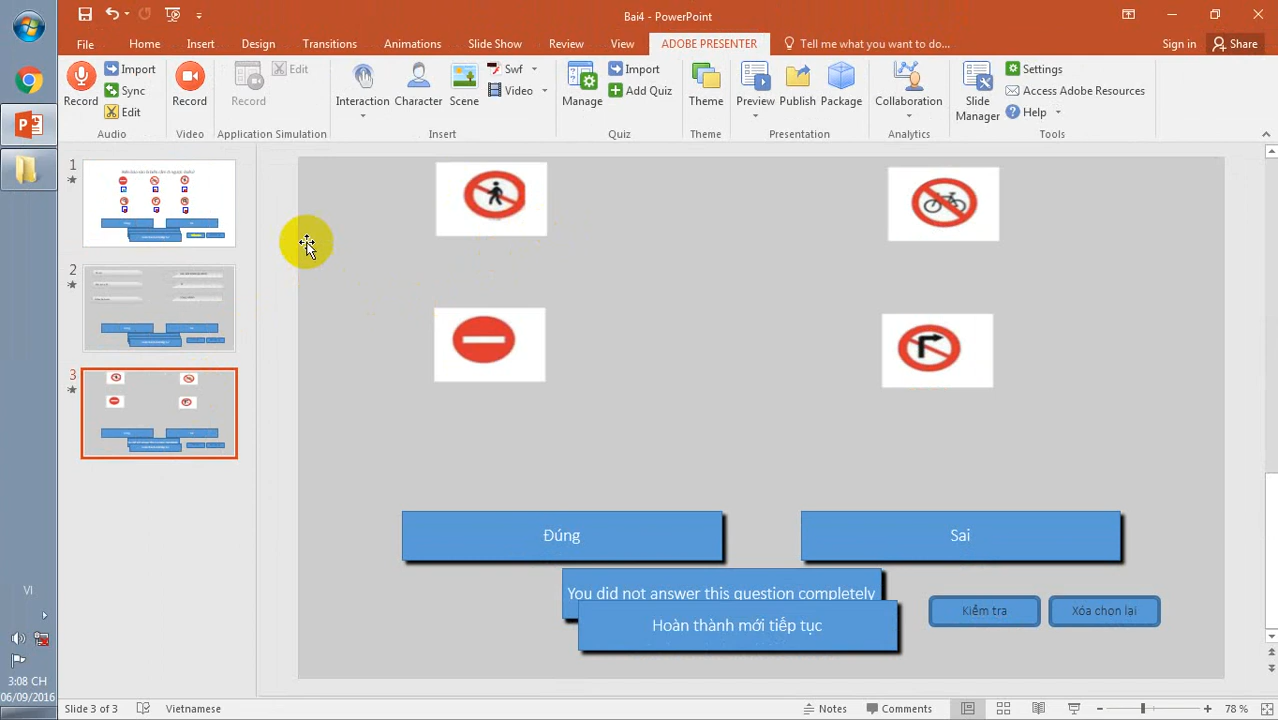 Bai4 - PowerPoint
File Home Insert Design Transitions Animations Slide Show Review View ADOBE PRESENTER Tell me what you want to do... Sign in Share
Import Edit Swf Import Settings
Sync Video Add Quiz Access Adobe Resources
Record Record Record Interaction Character Scene Manage Theme Preview Publish Package Collaboration Slide Manager
Edit Help
Audio Video Application Simulation Insert Quiz Theme Presentation Analytics Tools
1
2
3
Đúng
Sai
You did not answer this question completely
Hoàn thành mới tiếp tục
Kiểm tra
Xóa chọn lại
VI
3:08 CH
06/09/2016
Slide 3 of 3 Vietnamese Notes Comments 78 %